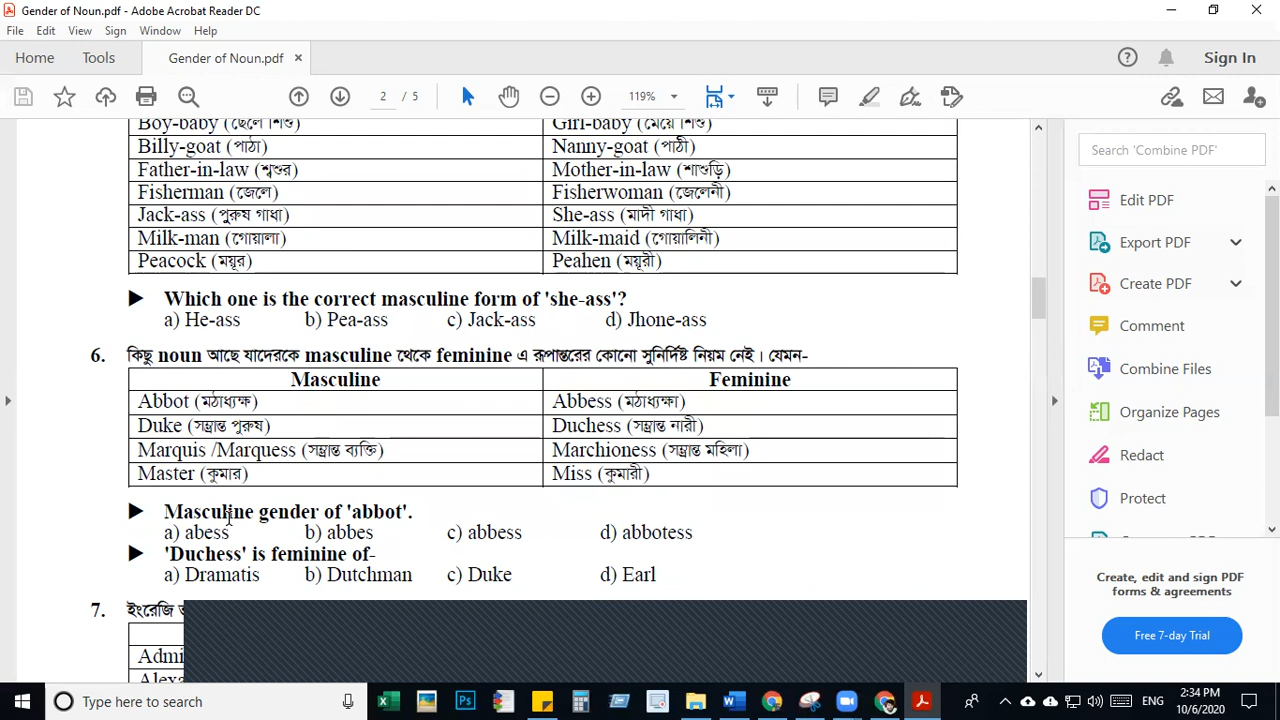 Gender of Noun.pdf - Adobe Acrobat Reader DC
File Edit View Sign Window Help
Home Tools Gender of Noun.pdf × Sign In
2 / 5 119%
Boy-baby (ছেলে শিশু) Girl-baby (মেয়ে শিশু)
Billy-goat (পাঠা) Nanny-goat (পাঠী)
Father-in-law (শ্বশুর) Mother-in-law (শাশুড়ি)
Fisherman (জেলে) Fisherwoman (জেলেনী)
Jack-ass (পুরুষ গাধা) She-ass (মাদী গাধা)
Milk-man (গোয়ালা) Milk-maid (গোয়ালিনী)
Peacock (ময়ূর) Peahen (ময়ূরী)
Which one is the correct masculine form of 'she-ass'?
a) He-ass b) Pea-ass c) Jack-ass d) Jhone-ass
6. কিছু noun আছে যাদেরকে masculine থেকে feminine এ রূপান্তরের কোনো সুনির্দিষ্ট নিয়ম নেই। যেমন-
Masculine Feminine
Abbot (মঠাধ্যক্ষ) Abbess (মঠাধ্যক্ষা)
Duke (সম্ভ্রান্ত পুরুষ) Duchess (সম্ভ্রান্ত নারী)
Marquis /Marquess (সম্ভ্রান্ত ব্যক্তি) Marchioness (সম্ভ্রান্ত মহিলা)
Master (কুমার) Miss (কুমারী)
Masculine gender of 'abbot'.
a) abess b) abbes c) abbess d) abbotess
'Duchess' is feminine of-
a) Dramatis b) Dutchman c) Duke d) Earl
7. ইংরেজি
Admi
Alexa
Search 'Combine PDF'
Edit PDF
Export PDF
Create PDF
Comment
Combine Files
Organize Pages
Redact
Protect
Create, edit and sign PDF
forms & agreements
Free 7-day Trial
Type here to search
ENG
2:34 PM
10/6/2020